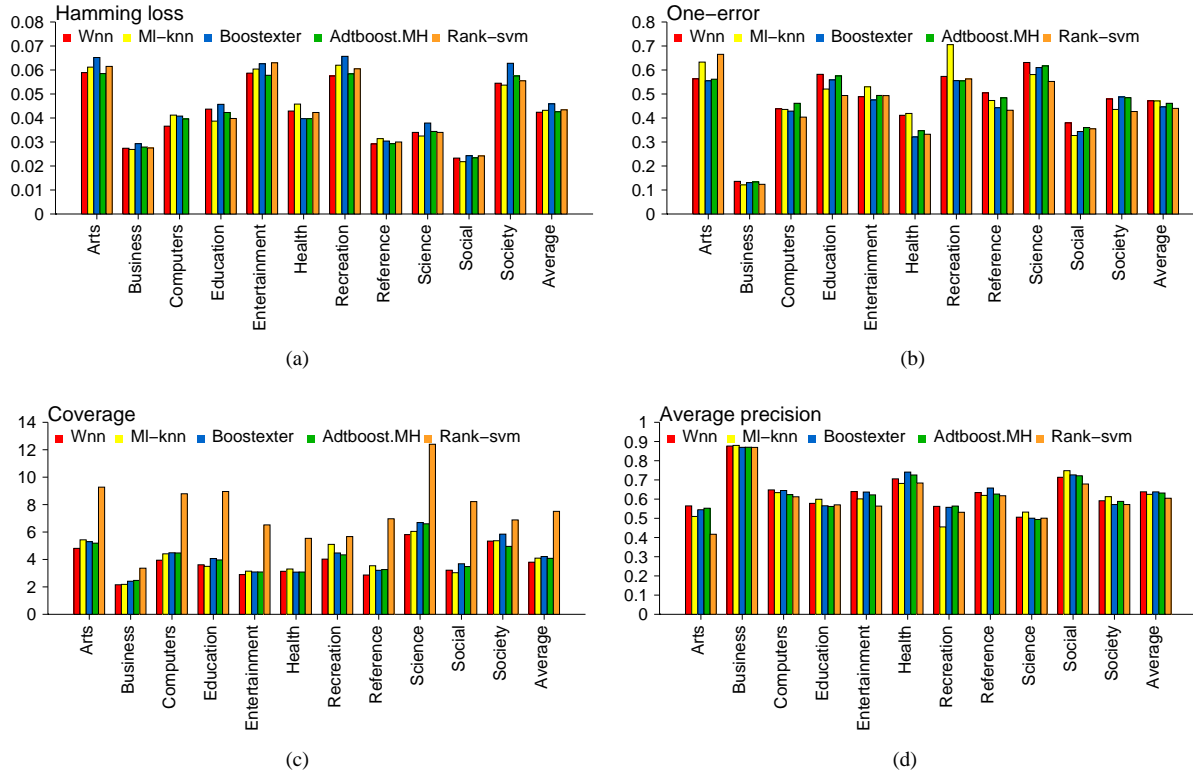 Hamming loss
Wnn Ml−knn Boostexter Adtboost.MH Rank−svm
0.08
0.07
0.06
0.05
0.04
0.03
0.02
0.01
0
Arts
Business
Computers
Education
Entertainment
Health
Recreation
Reference
Science
Social
Society
Average
(a)
One−error
Wnn Ml−knn Boostexter Adtboost.MH Rank−svm
0.8
0.7
0.6
0.5
0.4
0.3
0.2
0.1
0
Arts
Business
Computers
Education
Entertainment
Health
Recreation
Reference
Science
Social
Society
Average
(b)
Coverage
Wnn Ml−knn Boostexter Adtboost.MH Rank−svm
14
12
10
8
6
4
2
0
Arts
Business
Computers
Education
Entertainment
Health
Recreation
Reference
Science
Social
Society
Average
(c)
Average precision
Wnn Ml−knn Boostexter Adtboost.MH Rank−svm
1
0.9
0.8
0.7
0.6
0.5
0.4
0.3
0.2
0.1
0
Arts
Business
Computers
Education
Entertainment
Health
Recreation
Reference
Science
Social
Society
Average
(d)